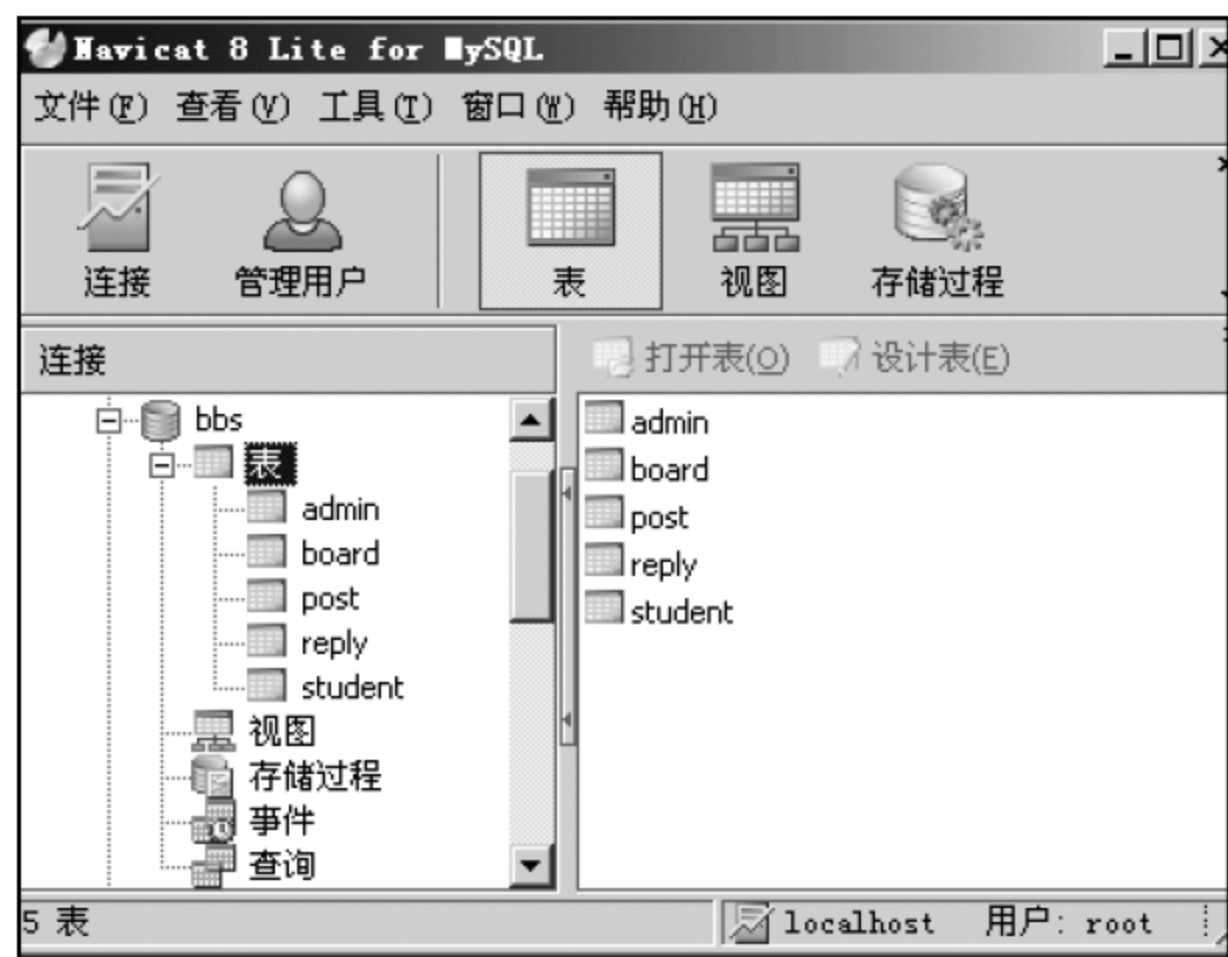 Navicat 8 Lite for MySQL
文件(F) 查看(V) 工具(T) 窗口(W) 帮助(H)
连接 管理用户 表 视图 存储过程
连接
打开表(O) 设计表(E)
bbs
表
admin
board
post
reply
student
视图
存储过程
事件
查询
admin
board
post
reply
student
5 表
localhost 用户: root